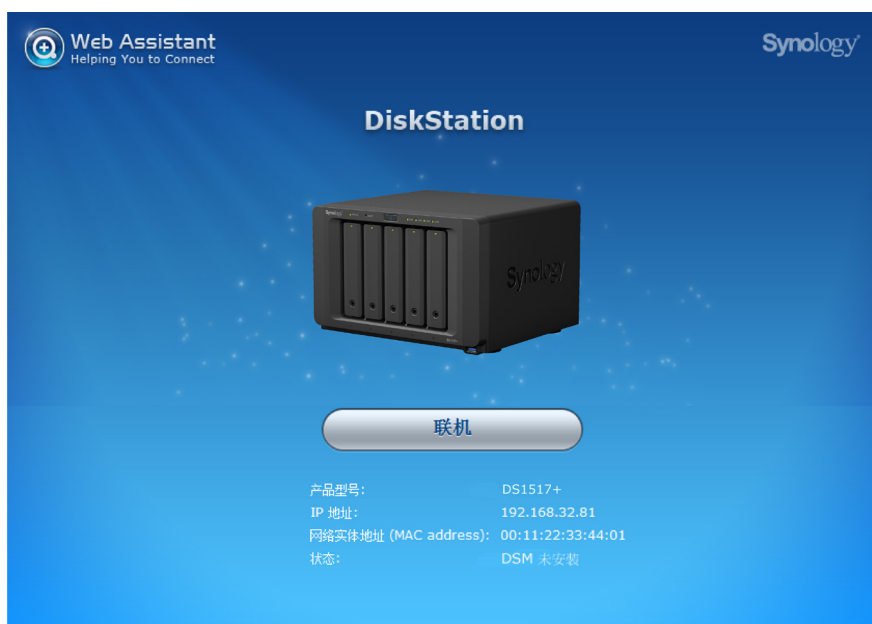 Web Assistant
Helping You to Connect
Synology
DiskStation
Synology
Synology
联机
产品型号: DS1517+
IP 地址: 192.168.32.81
网络实体地址 (MAC address): 00:11:22:33:44:01
状态: DSM 未安装